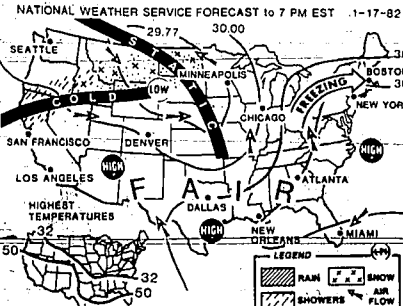 NATIONAL WEATHER SERVICE FORECAST to 7 PM EST 1-17-82
SEATTLE
STATIC
29.77
30.00
MINNEAPOLIS
COLD
LOW
BOSTON
FREEZING
NEW YORK
CHICAGO
SAN FRANCISCO
DENVER
HIGH
HIGH
LOS ANGELES
ATLANTA
FAIR
HIGHEST
TEMPERATURES
DALLAS
HIGH
NEW
ORLEANS
MIAMI
32
50
32
50
LEGEND
RAIN
SNOW
SHOWERS
AIR
FLOW